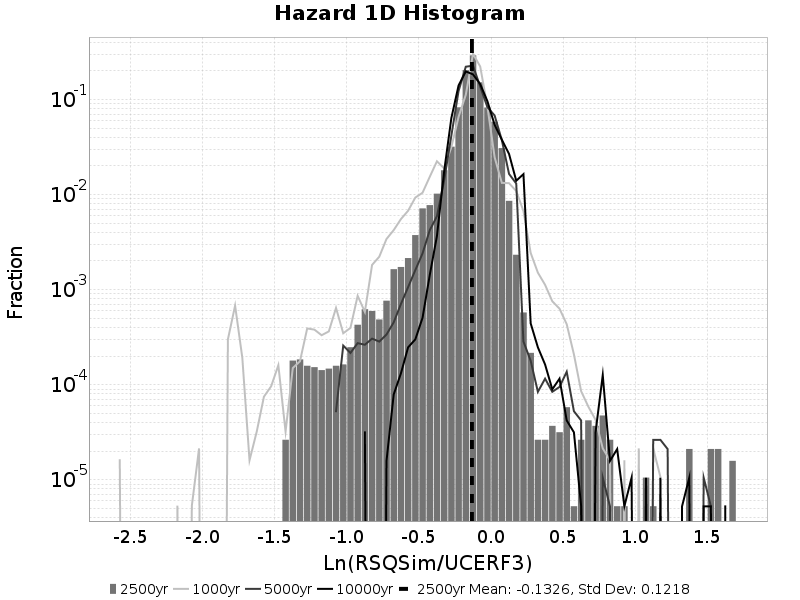 Hazard 1D Histogram
Fraction
10-1
10-2
10-3
10-4
10-5
-2.5 -2.0 -1.5 -1.0 -0.5 0.0 0.5 1.0 1.5
Ln(RSQSim/UCERF3)
2500yr 1000yr 5000yr 10000yr 2500yr Mean: -0.1326, Std Dev: 0.1218